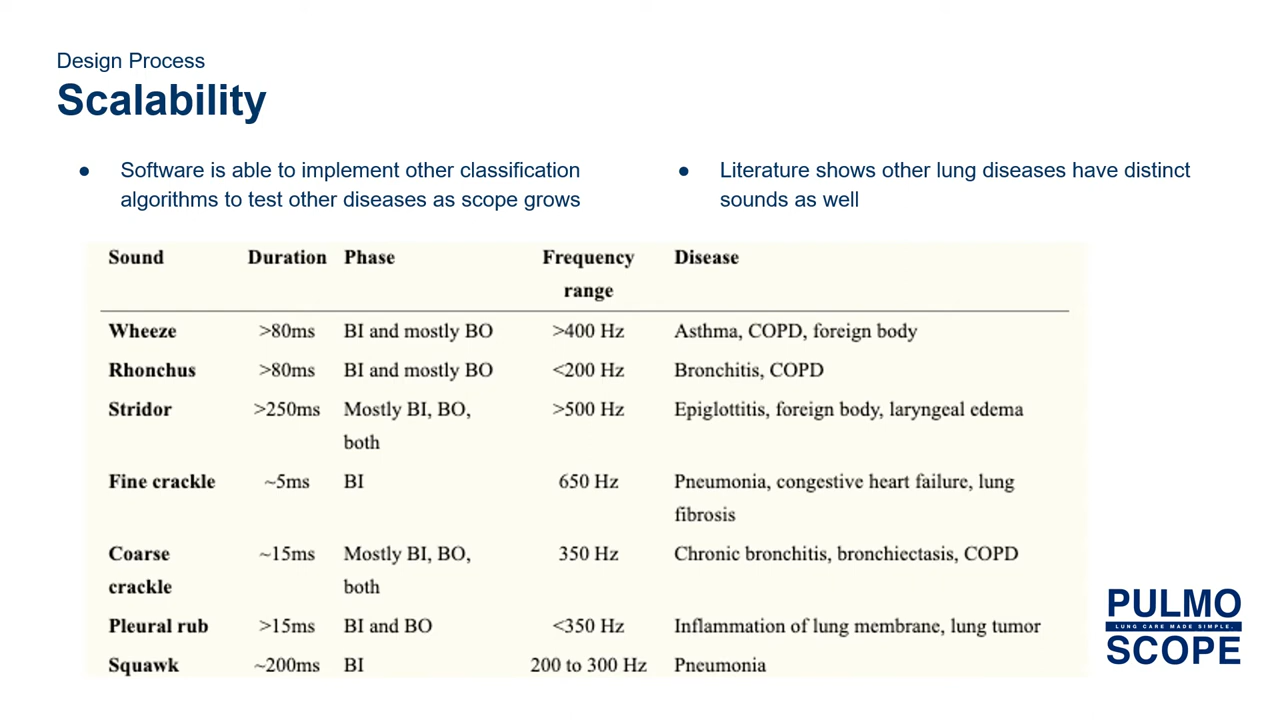 Design Process
Scalability
● Software is able to implement other classification
algorithms to test other diseases as scope grows
● Literature shows other lung diseases have distinct
sounds as well
Sound Duration Phase Frequency range Disease
Wheeze >80ms BI and mostly BO >400 Hz Asthma, COPD, foreign body
Rhonchus >80ms BI and mostly BO <200 Hz Bronchitis, COPD
Stridor >250ms Mostly BI, BO, both >500 Hz Epiglottitis, foreign body, laryngeal edema
Fine crackle ~5ms BI 650 Hz Pneumonia, congestive heart failure, lung fibrosis
Coarse crackle ~15ms Mostly BI, BO, both 350 Hz Chronic bronchitis, bronchiectasis, COPD
Pleural rub >15ms BI and BO <350 Hz Inflammation of lung membrane, lung tumor
Squawk ~200ms BI 200 to 300 Hz Pneumonia
PULMO
LUNG CARE MADE SIMPLE.
SCOPE